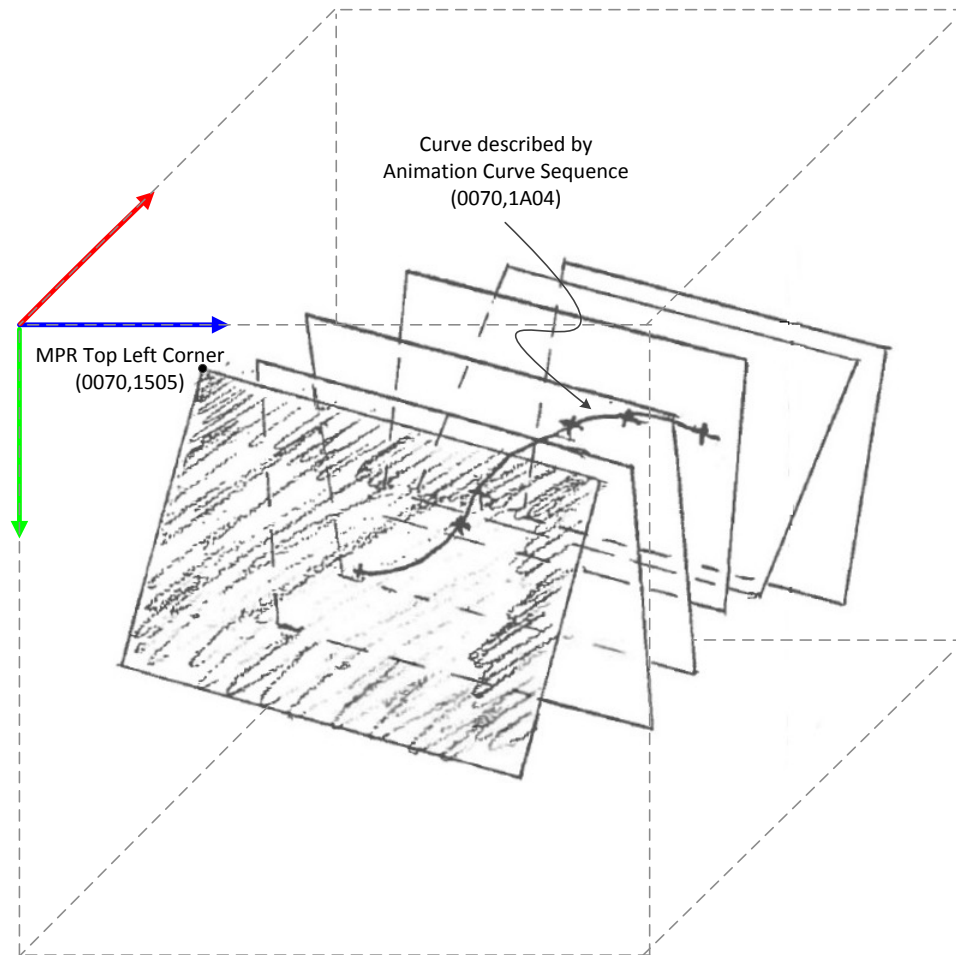 Curve described by
Animation Curve Sequence
(0070,1A04)
MPR Top Left Corner
(0070,1505)